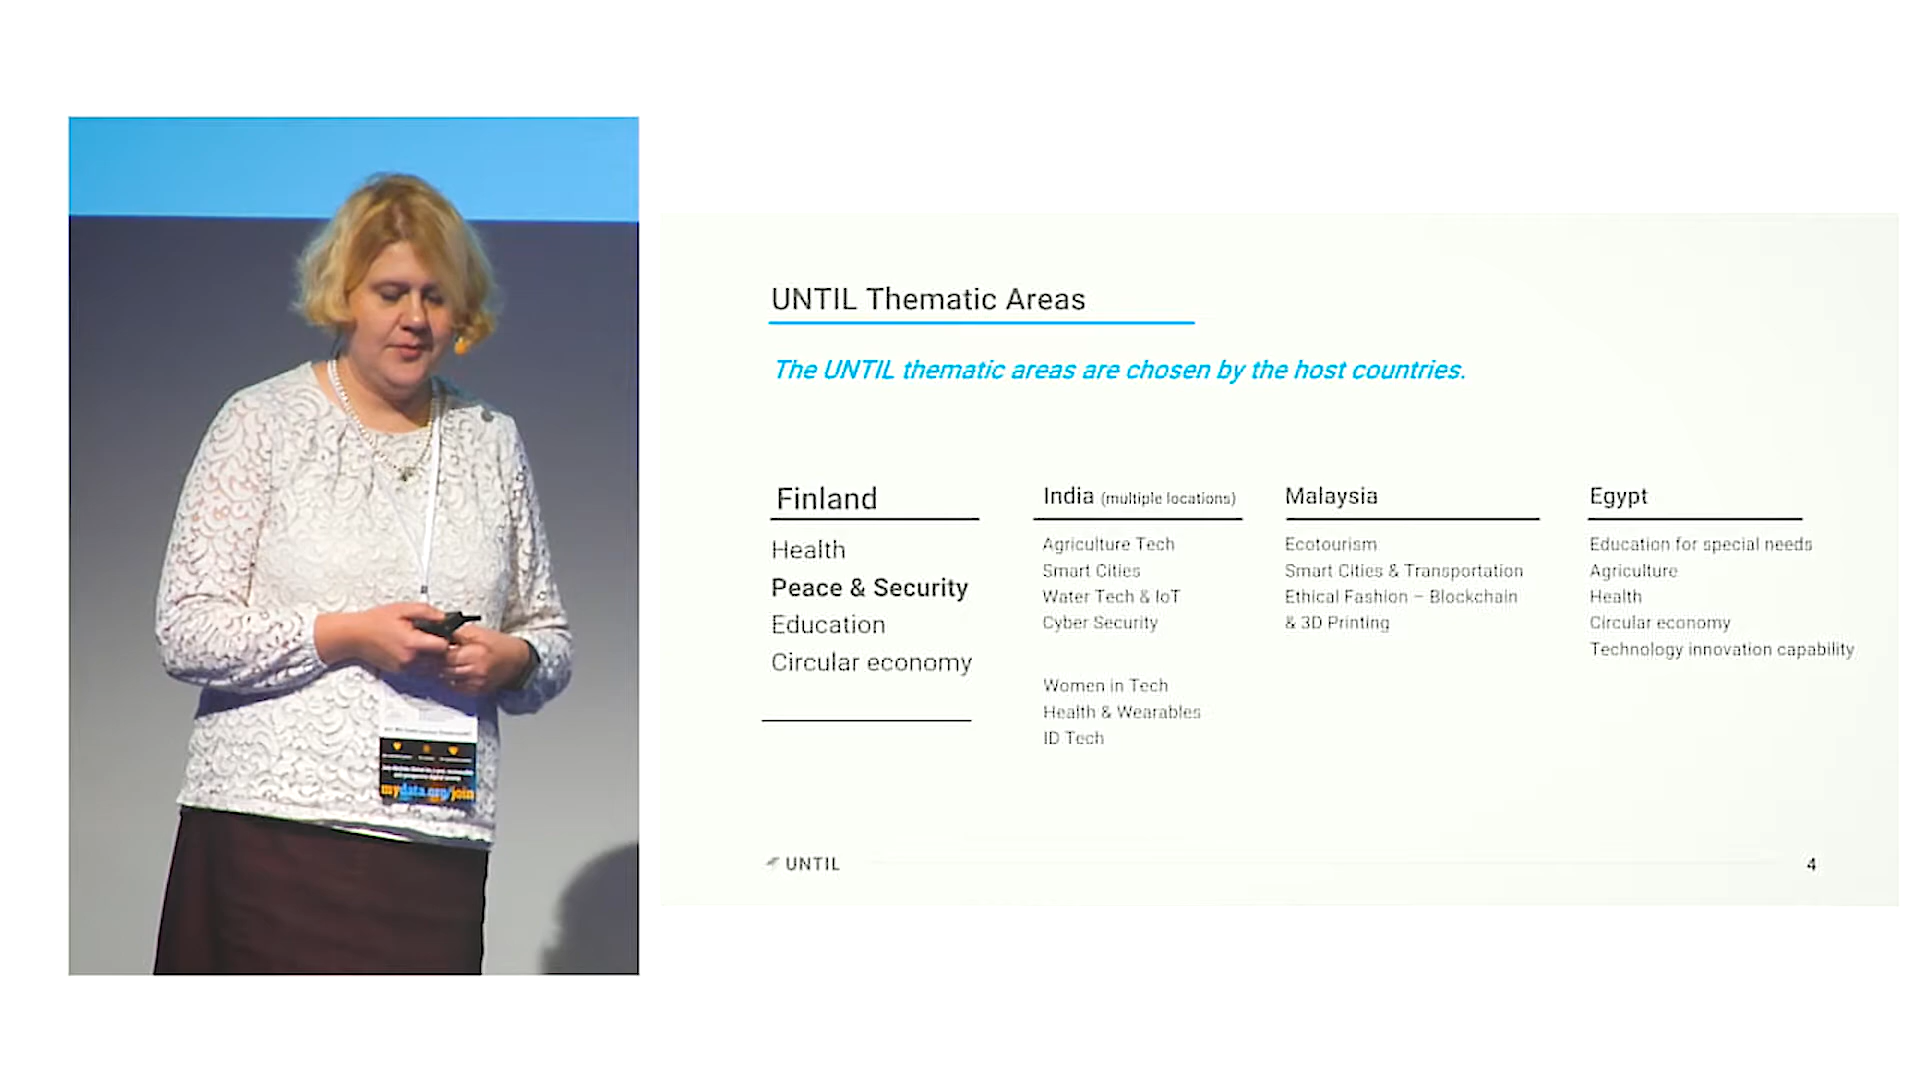 UNTIL Thematic Areas
The UNTIL thematic areas are chosen by the host countries.
Finland
Health
Peace & Security
Education
Circular economy
India (multiple locations)
Agriculture Tech
Smart Cities
Water Tech & IoT
Cyber Security
Women in Tech
Health & Wearables
ID Tech
Malaysia
Ecotourism
Smart Cities & Transportation
Ethical Fashion – Blockchain
& 3D Printing
Egypt
Education for special needs
Agriculture
Health
Circular economy
Technology innovation capability
UNTIL
4
mydata.org/join